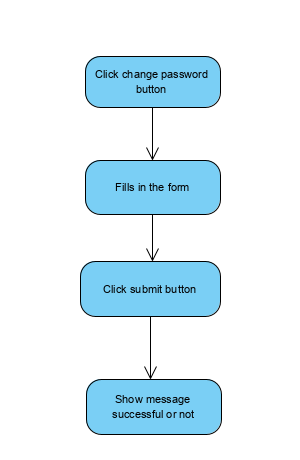 Click change password
button
Fills in the form
Click submit button
Show message
successful or not